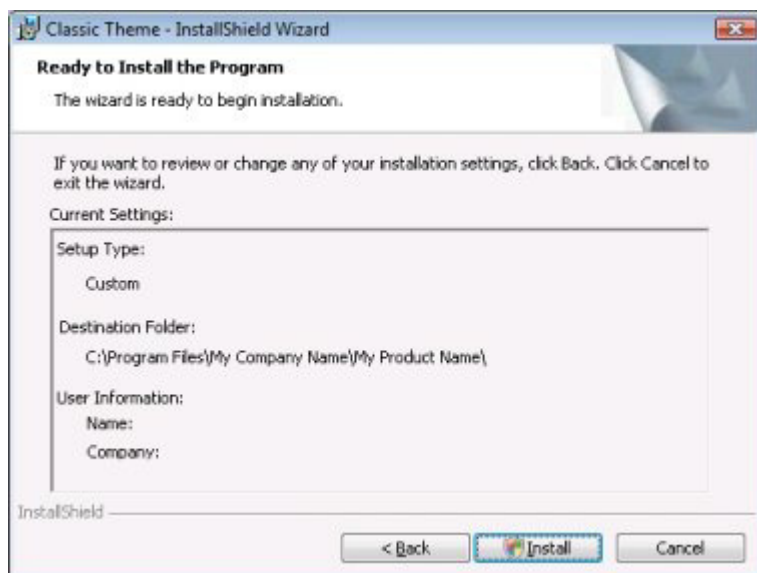 Classic Theme - InstallShield Wizard
Ready to Install the Program
The wizard is ready to begin installation.
If you want to review or change any of your installation settings, click Back. Click Cancel to
exit the wizard.
Current Settings:
Setup Type:
Custom
Destination Folder:
C:\Program Files\My Company Name\My Product Name\
User Information:
Name:
Company:
InstallShield
< Back Install Cancel